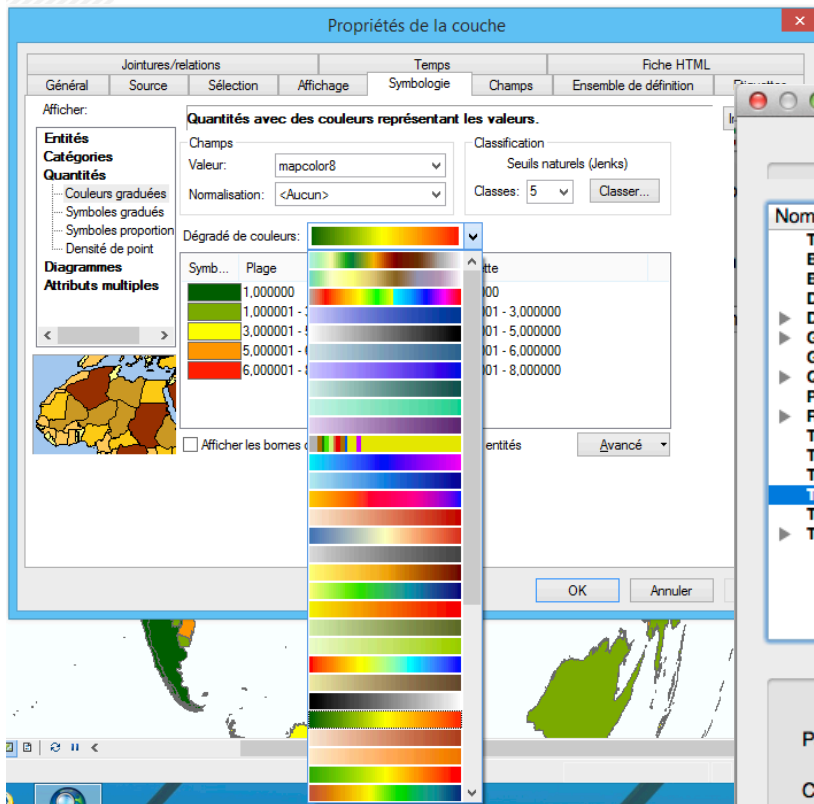 Propriétés de la couche
Jointures/relations Temps Fiche HTML
Général Source Sélection Affichage Symbologie Champs Ensemble de définition
Afficher:
Entités
Catégories
Quantités
Couleurs graduées
Symboles gradués
Symboles proportion
Densité de point
Diagrammes
Attributs multiples
Quantités avec des couleurs représentant les valeurs.
Champs
Valeur: mapcolor8
Normalisation: <Aucun>
Classification
Seuils naturels (Jenks)
Classes: 5 Classer...
Dégradé de couleurs:
Symb... Plage
1,000000
1,000001 - 001 - 3,000000
3,000001 - 001 - 5,000000
5,000001 - 001 - 6,000000
6,000001 - 001 - 8,000000
Afficher les bornes entités
Avancé
OK Annuler
Nom